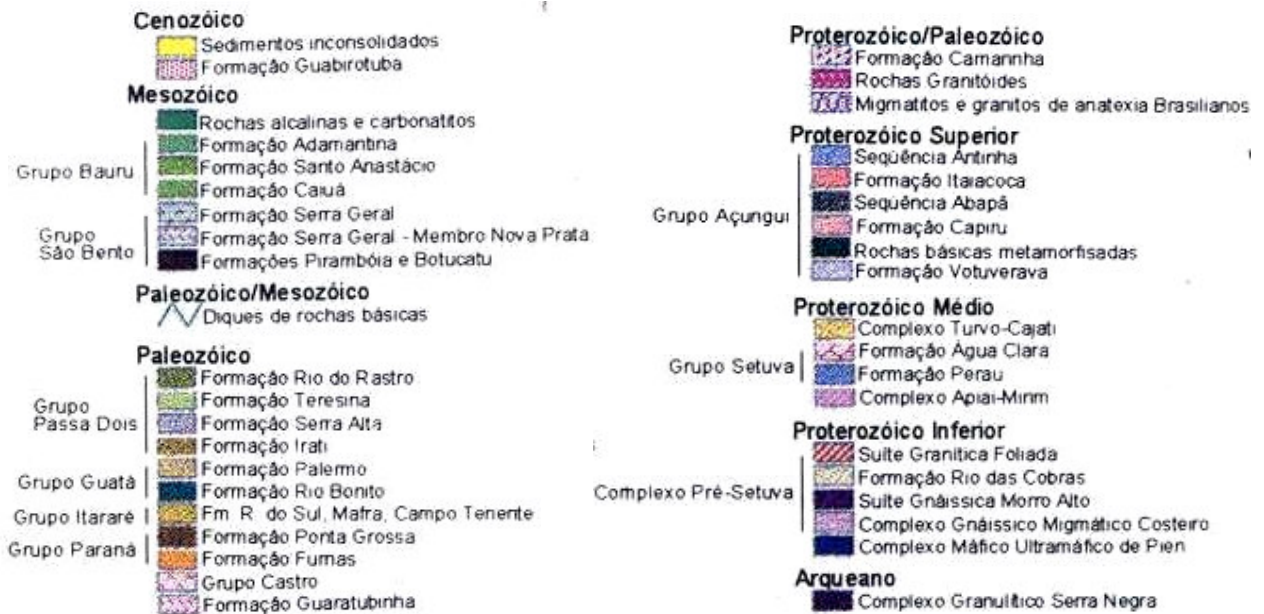 Cenozóico
Sedimentos inconsolidados
Formação Guabirotuba
Mesozóico
Rochas alcalinas e carbonatitos
Grupo Bauru
Formação Adamantina
Formação Santo Anastácio
Formação Caiuá
Grupo
São Bento
Formação Serra Geral
Formação Serra Geral - Membro Nova Prata
Formações Pirambóia e Botucatu
Paleozóico/Mesozóico
Diques de rochas básicas
Paleozóico
Grupo
Passa Dois
Formação Rio do Rastro
Formação Teresina
Formação Serra Alta
Formação Irati
Grupo Guatá
Formação Palermo
Formação Rio Bonito
Grupo Itararé
Fm. R. do Sul, Mafra, Campo Tenente
Grupo Paraná
Formação Ponta Grossa
Formação Furnas
Grupo Castro
Formação Guaratubinha
Proterozóico/Paleozóico
Formação Camarinha
Rochas Granitóides
Migmatitos e granitos de anatexia Brasilianos
Proterozóico Superior
Grupo Açungui
Seqüência Antinha
Formação Itaiacoca
Seqüência Abapã
Formação Capiru
Rochas básicas metamorfisadas
Formação Votuverava
Proterozóico Médio
Complexo Turvo-Cajati
Grupo Setuva
Formação Água Clara
Formação Perau
Complexo Apiaí-Mirim
Proterozóico Inferior
Complexo Pré-Setuva
Suíte Granítica Foliada
Formação Rio das Cobras
Suíte Gnáissica Morro Alto
Complexo Gnáissico Migmático Costeiro
Complexo Máfico Ultramáfico de Pien
Arqueano
Complexo Granulítico Serra Negra